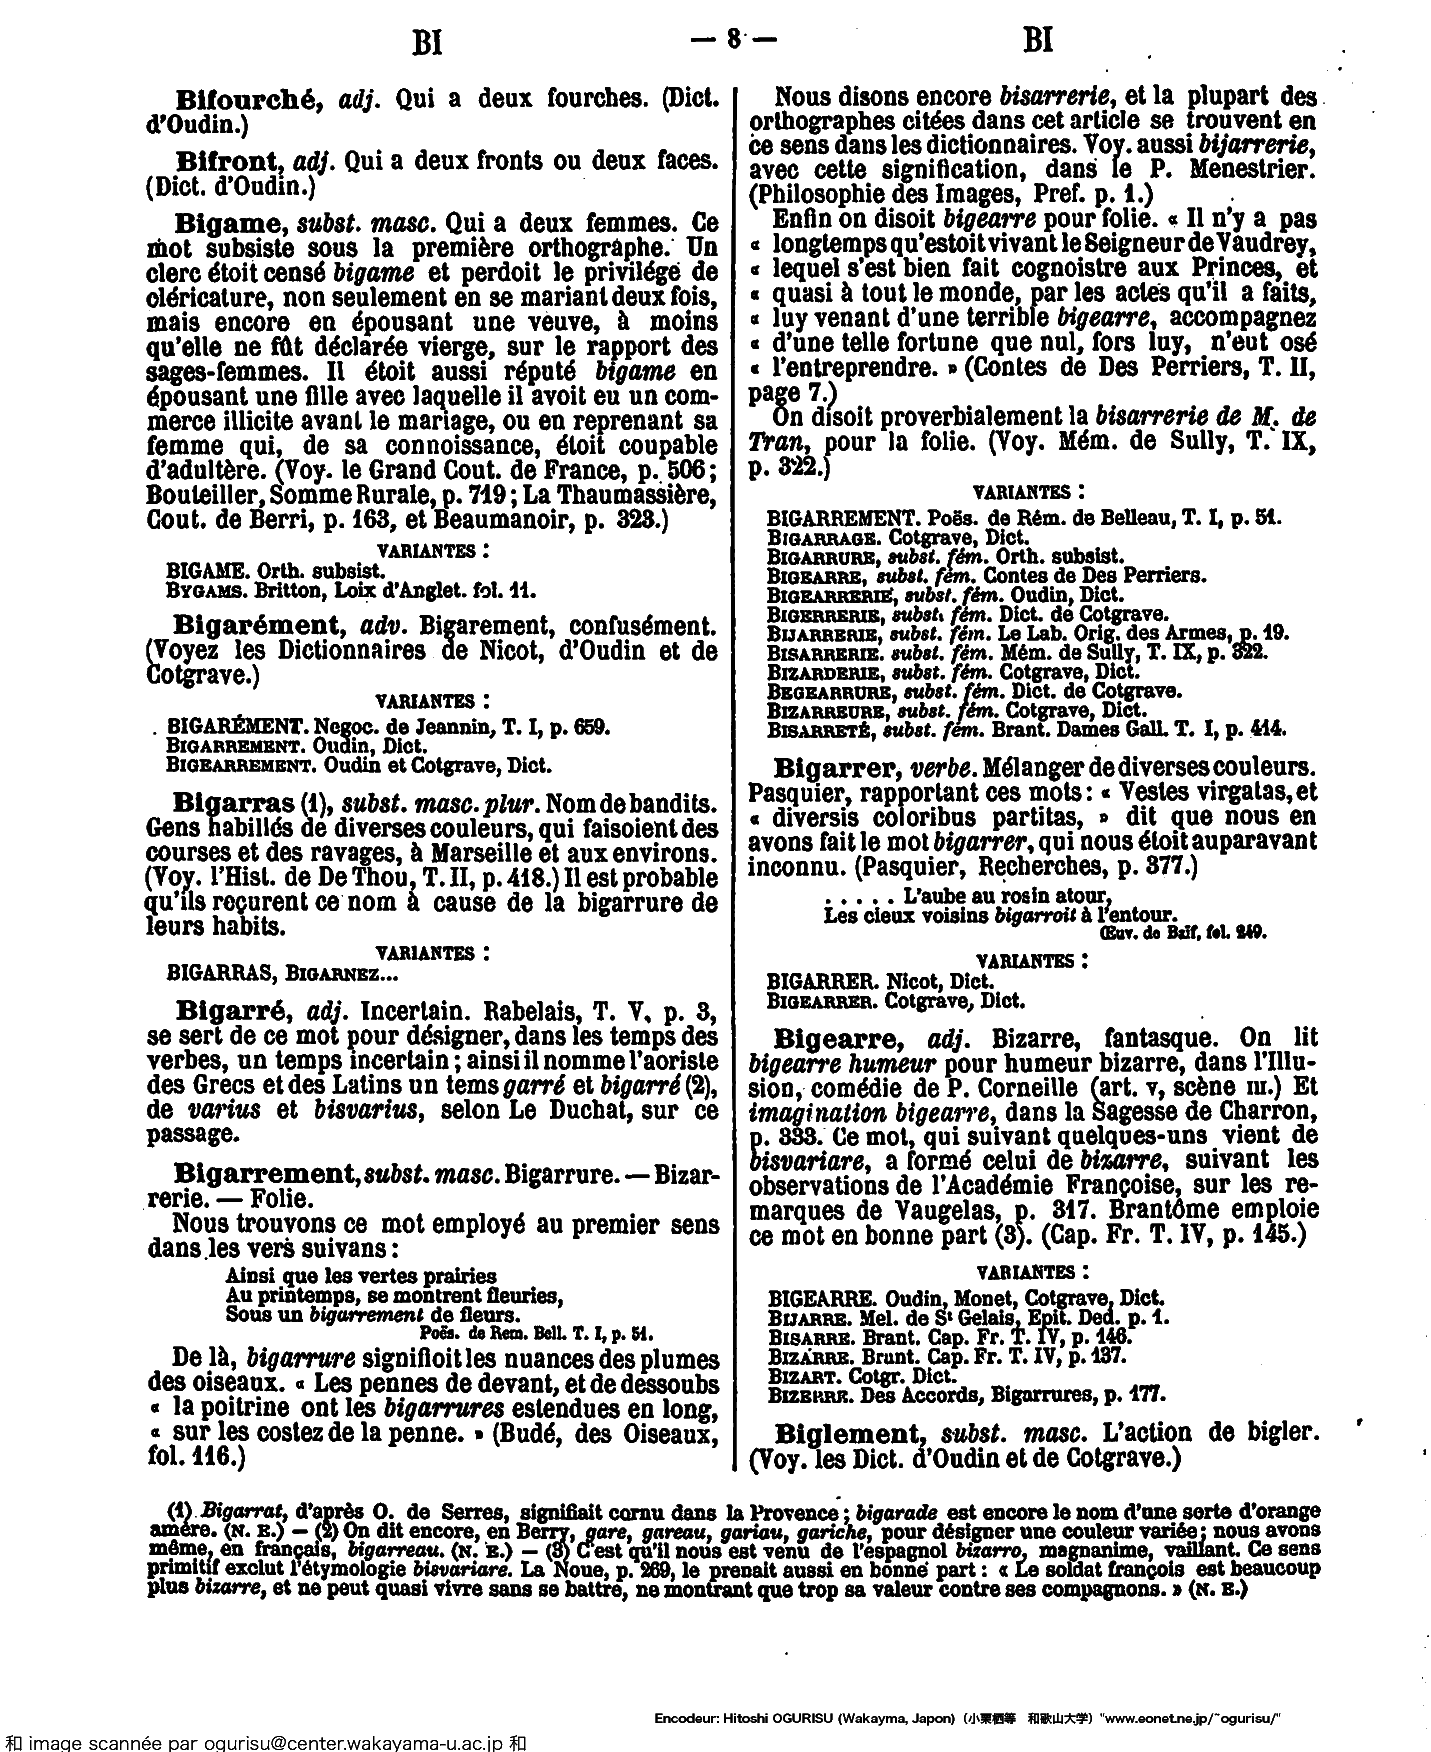 BI — 8 — BI
Bifourché, adj. Qui a deux fourches. (Dict.
d'Oudin.)
Bifront, adj. Qui a deux fronts ou deux faces.
(Dict. d'Oudin.)
Bigame, subst. masc. Qui a deux femmes. Ce
mot subsiste sous la première orthographe. Un
clerc étoit censé bigame et perdoit le privilége de
cléricature, non seulement en se mariant deux fois,
mais encore en épousant une veuve, à moins
qu'elle ne fût déclarée vierge, sur le rapport des
sages-femmes. Il étoit aussi réputé bigame en
épousant une fille avec laquelle il avoit eu un com-
merce illicite avant le mariage, ou en reprenant sa
femme qui, de sa connoissance, étoit coupable
d'adultère. (Voy. le Grand Cout. de France, p. 506 ;
Bouteiller, Somme Rurale, p. 719 ; La Thaumassière,
Cout. de Berri, p. 163, et Beaumanoir, p. 323.)
VARIANTES :
BIGAME. Orth. subsist.
BYGAMS. Britton, Loix d'Anglet. fol. 11.
Bigarément, adv. Bigarement, confusément.
(Voyez les Dictionnaires de Nicot, d'Oudin et de
Cotgrave.)
VARIANTES :
BIGARÉMENT. Negoc. de Jeannin, T. I, p. 659.
BIGARREMENT. Oudin, Dict.
BIGEARREMENT. Oudin et Cotgrave, Dict.
Bigarras (1), subst. masc. plur. Nom de bandits.
Gens habillés de diverses couleurs, qui faisoient des
courses et des ravages, à Marseille et aux environs.
(Voy. l'Hist. de De Thou, T. II, p. 418.) Il est probable
qu'ils reçurent ce nom à cause de la bigarrure de
leurs habits.
VARIANTES :
BIGARRAS, BIGARNEZ...
Bigarré, adj. Incertain. Rabelais, T. V, p. 3,
se sert de ce mot pour désigner, dans les temps des
verbes, un temps incertain ; ainsi il nomme l'aoriste
des Grecs et des Latins un tems garré et bigarré (2),
de varius et bisvarius, selon Le Duchat, sur ce
passage.
Bigarrement, subst. masc. Bigarrure. — Bizar-
rerie. — Folie.
Nous trouvons ce mot employé au premier sens
dans les vers suivans :
Ainsi que les vertes prairies
Au printemps, se montrent fleuries,
Sous un bigarrement de fleurs.
Poës. de Rem. Bell. T. I, p. 51.
De là, bigarrure signifioit les nuances des plumes
des oiseaux. « Les pennes de devant, et de dessoubs
« la poitrine ont les bigarrures estendues en long,
« sur les costez de la penne. » (Budé, des Oiseaux,
fol. 116.)
Nous disons encore bisarrerie, et la plupart des
orthographes citées dans cet article se trouvent en
ce sens dans les dictionnaires. Voy. aussi bijarrerie,
avec cette signification, dans le P. Menestrier.
(Philosophie des Images, Pref. p. 1.)
Enfin on disoit bigearre pour folie. « Il n'y a pas
« longtemps qu'estoit vivant le Seigneur de Vaudrey,
« lequel s'est bien fait cognoistre aux Princes, et
« quasi à tout le monde, par les actes qu'il a faits,
« luy venant d'une terrible bigearre, accompagnez
« d'une telle fortune que nul, fors luy, n'eut osé
« l'entreprendre. » (Contes de Des Perriers, T. II,
page 7.)
On disoit proverbialement la bisarrerie de M. de
Tran, pour la folie. (Voy. Mém. de Sully, T. IX,
p. 322.)
VARIANTES :
BIGARREMENT. Poës. de Rém. de Belleau, T. I, p. 51.
BIGARRAGE. Cotgrave, Dict.
BIGARRURE, subst. fém. Orth. subsist.
BIGEARRE, subst. fém. Contes de Des Perriers.
BIGEARRERIE, subst. fém. Oudin, Dict.
BIGERRERIE, subst. fém. Dict. de Cotgrave.
BIJARRERIE, subst. fém. Le Lab. Orig. des Armes, p. 19.
BISARRERIE. subst. fém. Mém. de Sully, T. IX, p. 322.
BIZARDERIE, subst. fém. Cotgrave, Dict.
BEGEARRURE, subst. fém. Dict. de Cotgrave.
BIZARREURE, subst. fém. Cotgrave, Dict.
BISARRETÉ, subst. fém. Brant. Dames Gall. T. I, p. 414.
Bigarrer, verbe. Mélanger de diverses couleurs.
Pasquier, rapportant ces mots : « Vestes virgatas, et
« diversis coloribus partitas, » dit que nous en
avons fait le mot bigarrer, qui nous étoit auparavant
inconnu. (Pasquier, Recherches, p. 377.)
. . . . . L'aube au rosin atour,
Les cieux voisins bigarroit à l'entour.
Œuv. de Baïf, fol. 249.
VARIANTES :
BIGARRER. Nicot, Dict.
BIGEARRER. Cotgrave, Dict.
Bigearre, adj. Bizarre, fantasque. On lit
bigearre humeur pour humeur bizarre, dans l'Illu-
sion, comédie de P. Corneille (art. V, scène III.) Et
imagination bigearre, dans la Sagesse de Charron,
p. 333. Ce mot, qui suivant quelques-uns vient de
bisvariare, a formé celui de bizarre, suivant les
observations de l'Académie Françoise, sur les re-
marques de Vaugelas, p. 317. Brantôme emploie
ce mot en bonne part (3). (Cap. Fr. T. IV, p. 145.)
VARIANTES :
BIGEARRE. Oudin, Monet, Cotgrave, Dict.
BIJARRE. Mel. de St Gelais, Epit. Ded. p. 1.
BISARRE. Brant. Cap. Fr. T. IV, p. 146.
BIZARRE. Brunt. Cap. Fr. T. IV, p. 137.
BIZART. Cotgr. Dict.
BIZERRE. Des Accords, Bigarrures, p. 177.
Biglement, subst. masc. L'action de bigler.
(Voy. les Dict. d'Oudin et de Cotgrave.)
(1) Bigarrat, d'après O. de Serres, signifiait cornu dans la Provence ; bigarade est encore le nom d'une sorte d'orange
amère. (N. E.) — (2) On dit encore, en Berry, gare, gareau, gariau, gariche, pour désigner une couleur variée ; nous avons
même, en français, bigarreau. (N. E.) — (3) C'est qu'il nous est venu de l'espagnol bizarro, magnanime, vaillant. Ce sens
primitif exclut l'étymologie bisvariare. La Noue, p. 269, le prenait aussi en bonne part : « Le soldat françois est beaucoup
plus bizarre, et ne peut quasi vivre sans se battre, ne montrant que trop sa valeur contre ses compagnons. » (N. E.)
Encodeur: Hitoshi OGURISU (Wakayma, Japon) (小栗栖等 和歌山大学) "www.eonet.ne.jp/~ogurisu/"
和 image scannée par ogurisu@center.wakayama-u.ac.jp 和